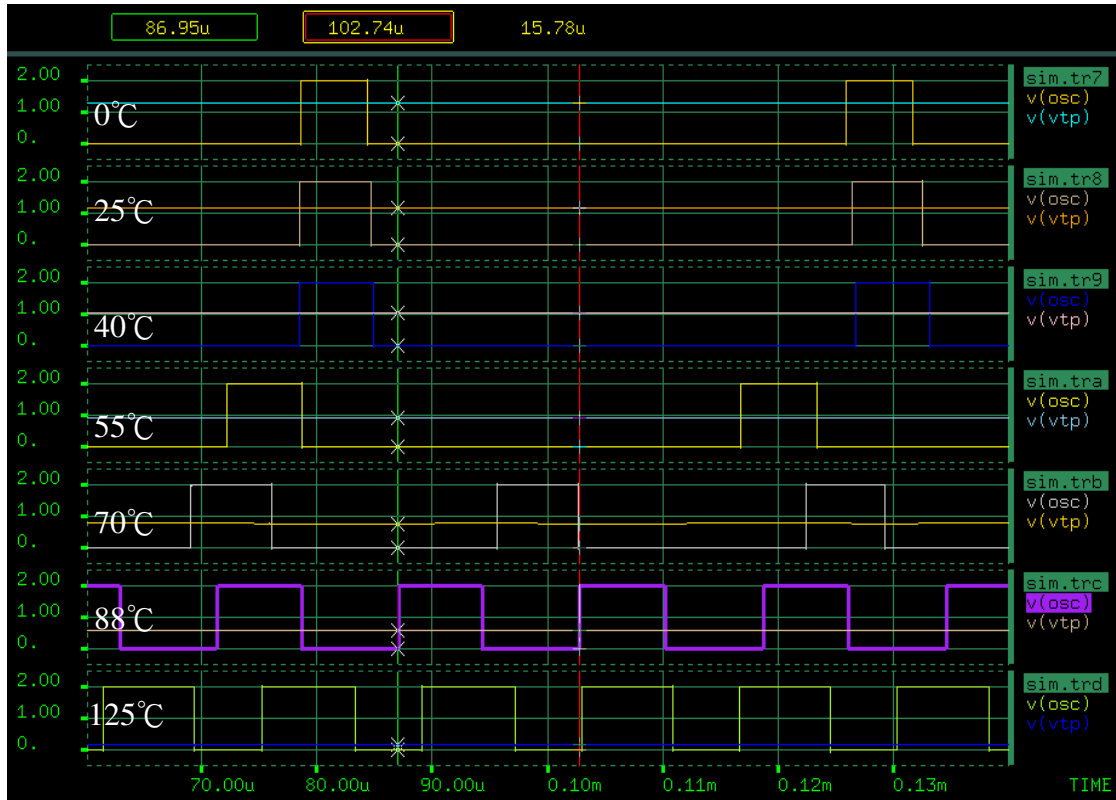 86.95u 102.74u 15.78u
2.00
1.00
0.
0℃
sim.tr7
v(osc)
v(vtp)
2.00
1.00
0.
25℃
sim.tr8
v(osc)
v(vtp)
2.00
1.00
0.
40℃
sim.tr9
v(osc)
v(vtp)
2.00
1.00
0.
55℃
sim.tra
v(osc)
v(vtp)
2.00
1.00
0.
70℃
sim.trb
v(osc)
v(vtp)
2.00
1.00
0.
88℃
sim.trc
v(osc)
v(vtp)
2.00
1.00
0.
125℃
sim.trd
v(osc)
v(vtp)
70.00u 80.00u 90.00u 0.10m 0.11m 0.12m 0.13m TIME